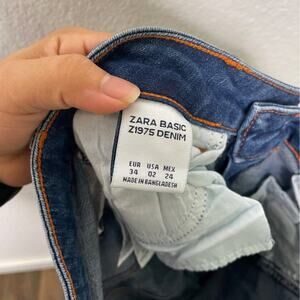 ZARA BASIC
Z1975 DENIM
EUR USA MEX
34 02 24
MADE IN BANGLADESH